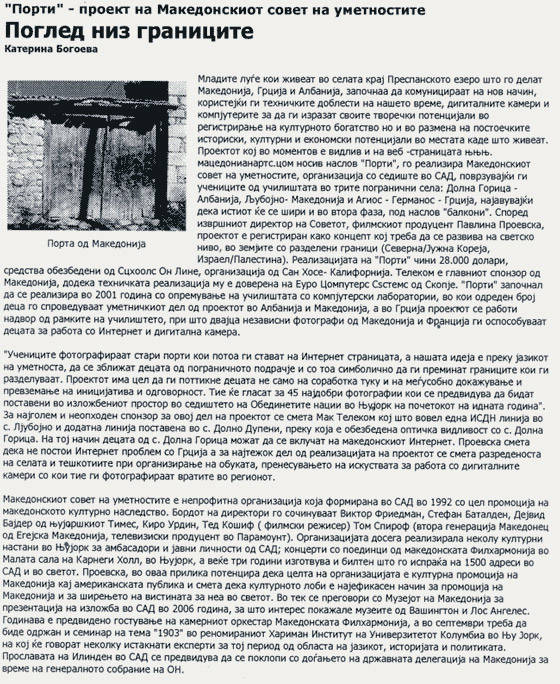 "Порти" - проект на Македонскиот совет на уметностите
Поглед низ границите
Катерина Богоева
Младите луѓе кои живеат во селата крај Преспанското езеро што го делат
Македонија, Грција и Албанија, започнаа да комуницираат на нов начин,
користејќи ги техничките доблести на нашето време, дигиталните камери и
компјутерите за да ги изразат своите творечки потенцијали во
регистрирање на културното богатство но и во размена на постоечките
историски, културни и економски потенцијали во местата каде што живеат.
Проектот кој во моментов е видлив и на веб -страницата њњњ.
мацедонианартс.цом носив наслов "Порти", го реализира Македонскиот
совет на уметностите, организација со седиште во САД, поврзувајќи ги
учениците од училиштата во трите погранични села: Долна Горица -
Албанија, Љубојно- Македонија и Агиос - Германос - Грција, најавувајќи
дека истиот ќе се шири и во втора фаза, под наслов "балкони". Според
извршниот директор на Советот, филмскиот продуцент Павлина Проевска,
проектот е регистриран како концепт кој треба да се развива на светско
ниво, во земјите со разделени граници (Северна/Јужна Кореја,
Израел/Палестина). Реализацијата на "Порти" чини 28.000 долари,
средства обезбедени од Сцхоолс Он Лине, организација од Сан Хосе- Калифорнија. Телеком е главниот спонзор од
Македонија, додека техничката реализација му е доверена на Еуро Цомпутерс Сѕстемс од Скопје. "Порти" започнал
да се реализира во 2001 година со опремување на училиштата со компјутерски лаборатории, во кои одреден број
деца го спроведуваат уметничкиот дел од проектот во Албанија и Македонија, а во Грција проектот се работи
надвор од рамките на училиштето, при што двајца независни фотографи од Македонија и Франција ги оспособуваат
децата за работа со Интернет и дигитална камера.
Порта од Македонија
"Учениците фотографираат стари порти кои потоа ги стават на Интернет страницата, а нашата идеја е преку јазикот
на уметноста, да се зближат децата од пограничното подрачје и со тоа симболично да ги преминат границите кои ги
разделуваат. Проектот има цел да ги поттикне децата не само на соработка туку и на меѓусобно докажување и
превземање на иницијатива и одговорност. Тие ќе гласат за 45 најдобри фотографии кои се предвидува да бидат
поставени во изложбениот простор во седиштето на Обединетите нации во Њујорк на почетокот на идната година".
За најголем и неопходен спонзор за овој дел на проектот се смета Мак Телеком кој што вовел една ИСДН линија во
с. Љубојно и додатна линија поставена во с. Долно Дупени, преку која е обезбедена оптичка видливост со с. Долна
Горица. На тој начин децата од с. Долна Горица можат да се вклучат на македонскиот Интернет. Проевска смета
дека не постои Интернет проблем со Грција а за најтежок дел од реализацијата на проектот се смета разреденоста
на селата и тешкотиите при организирање на обуката, пренесувањето на искуствата за работа со дигиталните
камери со кои тие ги фотографираат вратите во регионот.
Македонскиот совет на уметностите е непрофитна организација која формирана во САД во 1992 со цел промоција на
македонското културно наследство. Бордот на директори го сочинуваат Виктор Фриедман, Стефан Баталден, Дејвид
Бајдер од њујоршкиот Тимес, Киро Урдин, Тед Кошиф ( филмски режисер) Том Спироф (втора генерација Македонец
од Егејска Македонија, телевизиски продуцент во Парамоунт). Организацијата досега реализирала неколку културни
настани во Њујорк за амбасадори и јавни личности од САД; концерти со поединци од македонската Филхармонија во
Малата сала на Карнеги Холл, во Њујорк, а веќе три години изготвува и билтен што го испраќа на 1500 адреси во
САД и во светот. Проевска, во оваа прилика потенцира дека целта на организацијата е културна промоција на
Македонија кај американската публика и смета дека културното лоби е најефикасен начин за промоција на
Македонија и за ширењето на вистината за неа во светот. Во тек се преговори со Музејот на Македонија за
презентација на изложба во САД во 2006 година, за што интерес покажале музеите од Вашингтон и Лос Ангелес.
Годинава е предвидено гостување на камерниот оркестар Македонската Филхармонија, а во септември треба да
биде одржан и семинар на тема "1903" во реномираниот Хариман Институт на Универзитетот Колумбиа во Њу Јорк,
на кој ќе говорат неколку истакнати експерти за тој период од областа на јазикот, историјата и политиката.
Прославата на Илинден во САД се предвидува да се поклопи со доѓањето на државната делегација на Македонија за
време на генералното собрание на ОН.